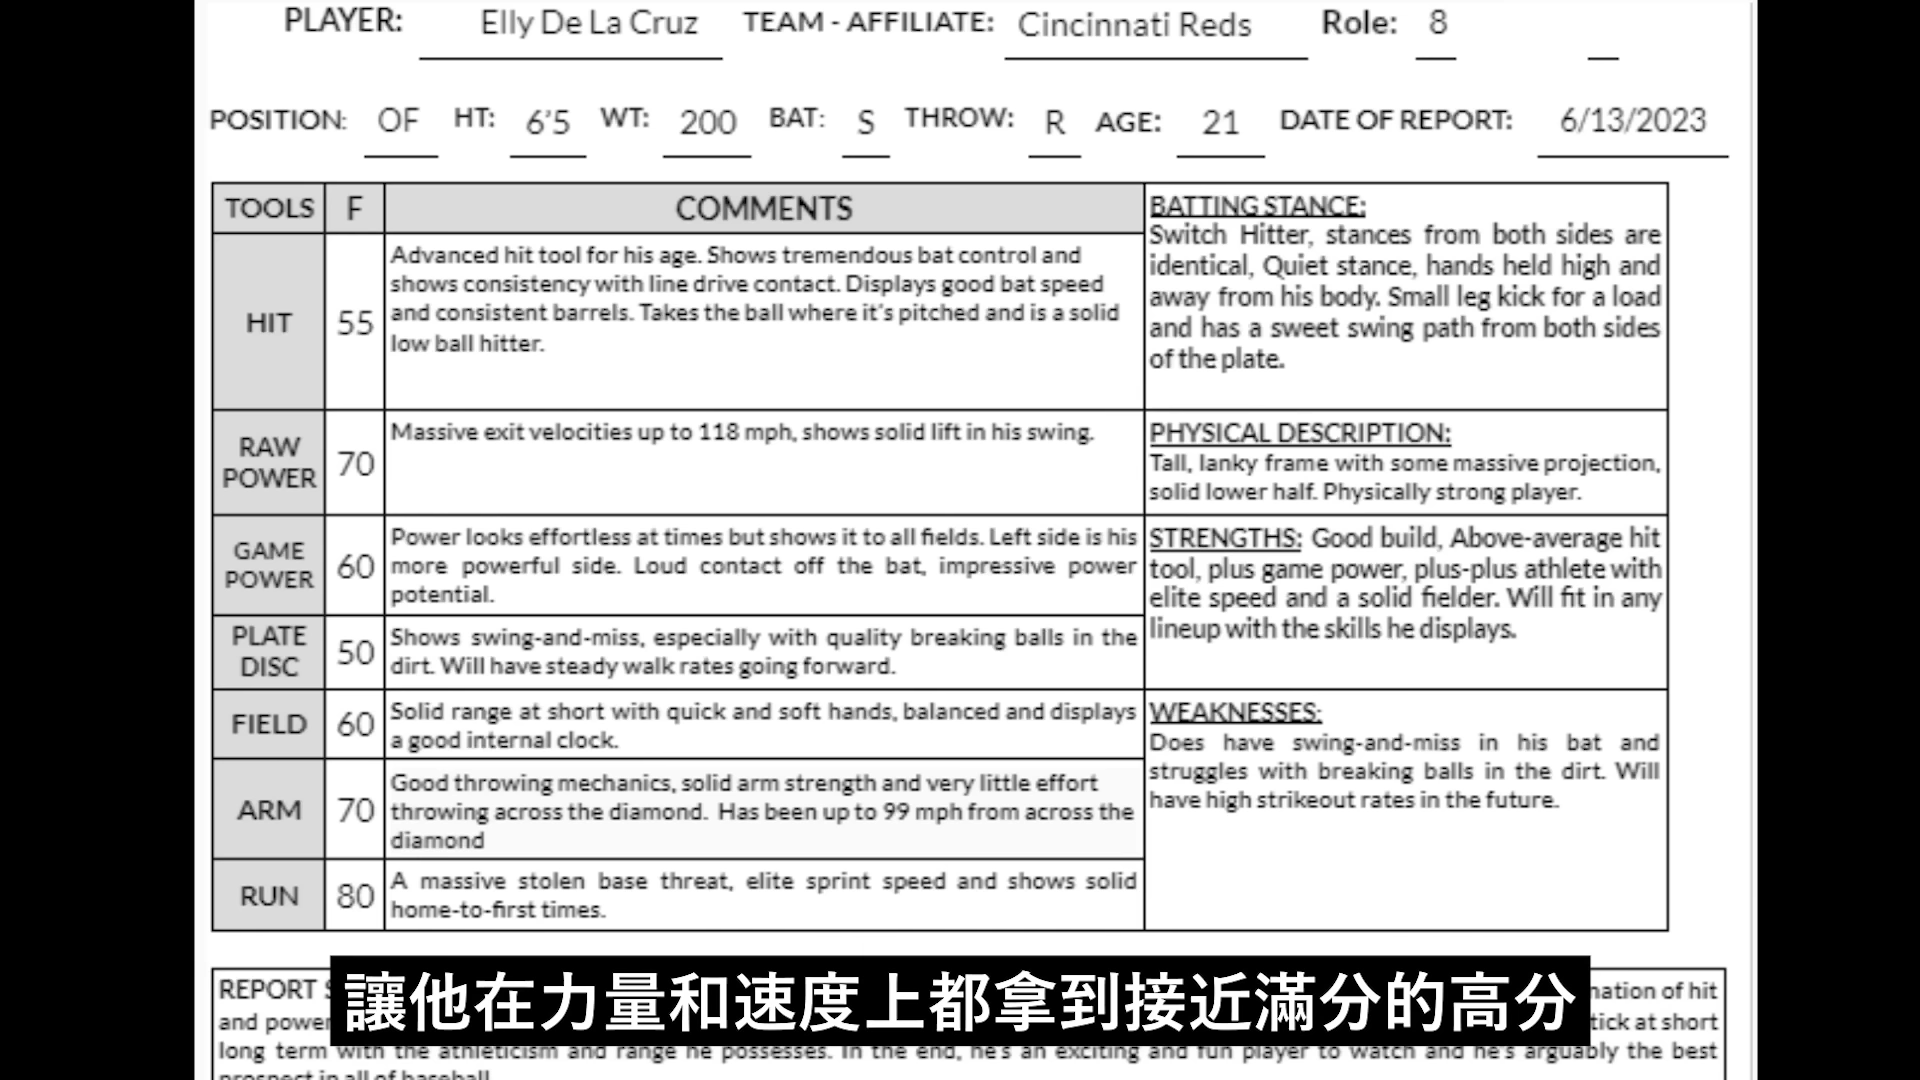 PLAYER: Elly De La Cruz TEAM - AFFILIATE: Cincinnati Reds Role: 8
POSITION: OF HT: 6'5 WT: 200 BAT: S THROW: R AGE: 21 DATE OF REPORT: 6/13/2023
TOOLS F COMMENTS
HIT 55
Advanced hit tool for his age. Shows tremendous bat control and
shows consistency with line drive contact. Displays good bat speed
and consistent barrels. Takes the ball where it's pitched and is a solid
low ball hitter.
RAW
POWER
70
Massive exit velocities up to 118 mph, shows solid lift in his swing.
GAME
POWER
60
Power looks effortless at times but shows it to all fields. Left side is his
more powerful side. Loud contact off the bat, impressive power
potential.
PLATE
DISC
50
Shows swing-and-miss, especially with quality breaking balls in the
dirt. Will have steady walk rates going forward.
FIELD 60
Solid range at short with quick and soft hands, balanced and displays
a good internal clock.
ARM 70
Good throwing mechanics, solid arm strength and very little effort
throwing across the diamond. Has been up to 99 mph from across the
diamond
RUN 80
A massive stolen base threat, elite sprint speed and shows solid
home-to-first times.
BATTING STANCE:
Switch Hitter, stances from both sides are
identical, Quiet stance, hands held high and
away from his body. Small leg kick for a load
and has a sweet swing path from both sides
of the plate.
PHYSICAL DESCRIPTION:
Tall, lanky frame with some massive projection,
solid lower half. Physically strong player.
STRENGTHS: Good build, Above-average hit
tool, plus game power, plus-plus athlete with
elite speed and a solid fielder. Will fit in any
lineup with the skills he displays.
WEAKNESSES:
Does have swing-and-miss in his bat and
struggles with breaking balls in the dirt. Will
have high strikeout rates in the future.
REPORT of hit
and tick at short
long term with the athleticism and range he possesses. In the end, he's an exciting and fun player to watch and he's arguably the best
prospect in all of baseball
讓他在力量和速度上都拿到接近滿分的高分